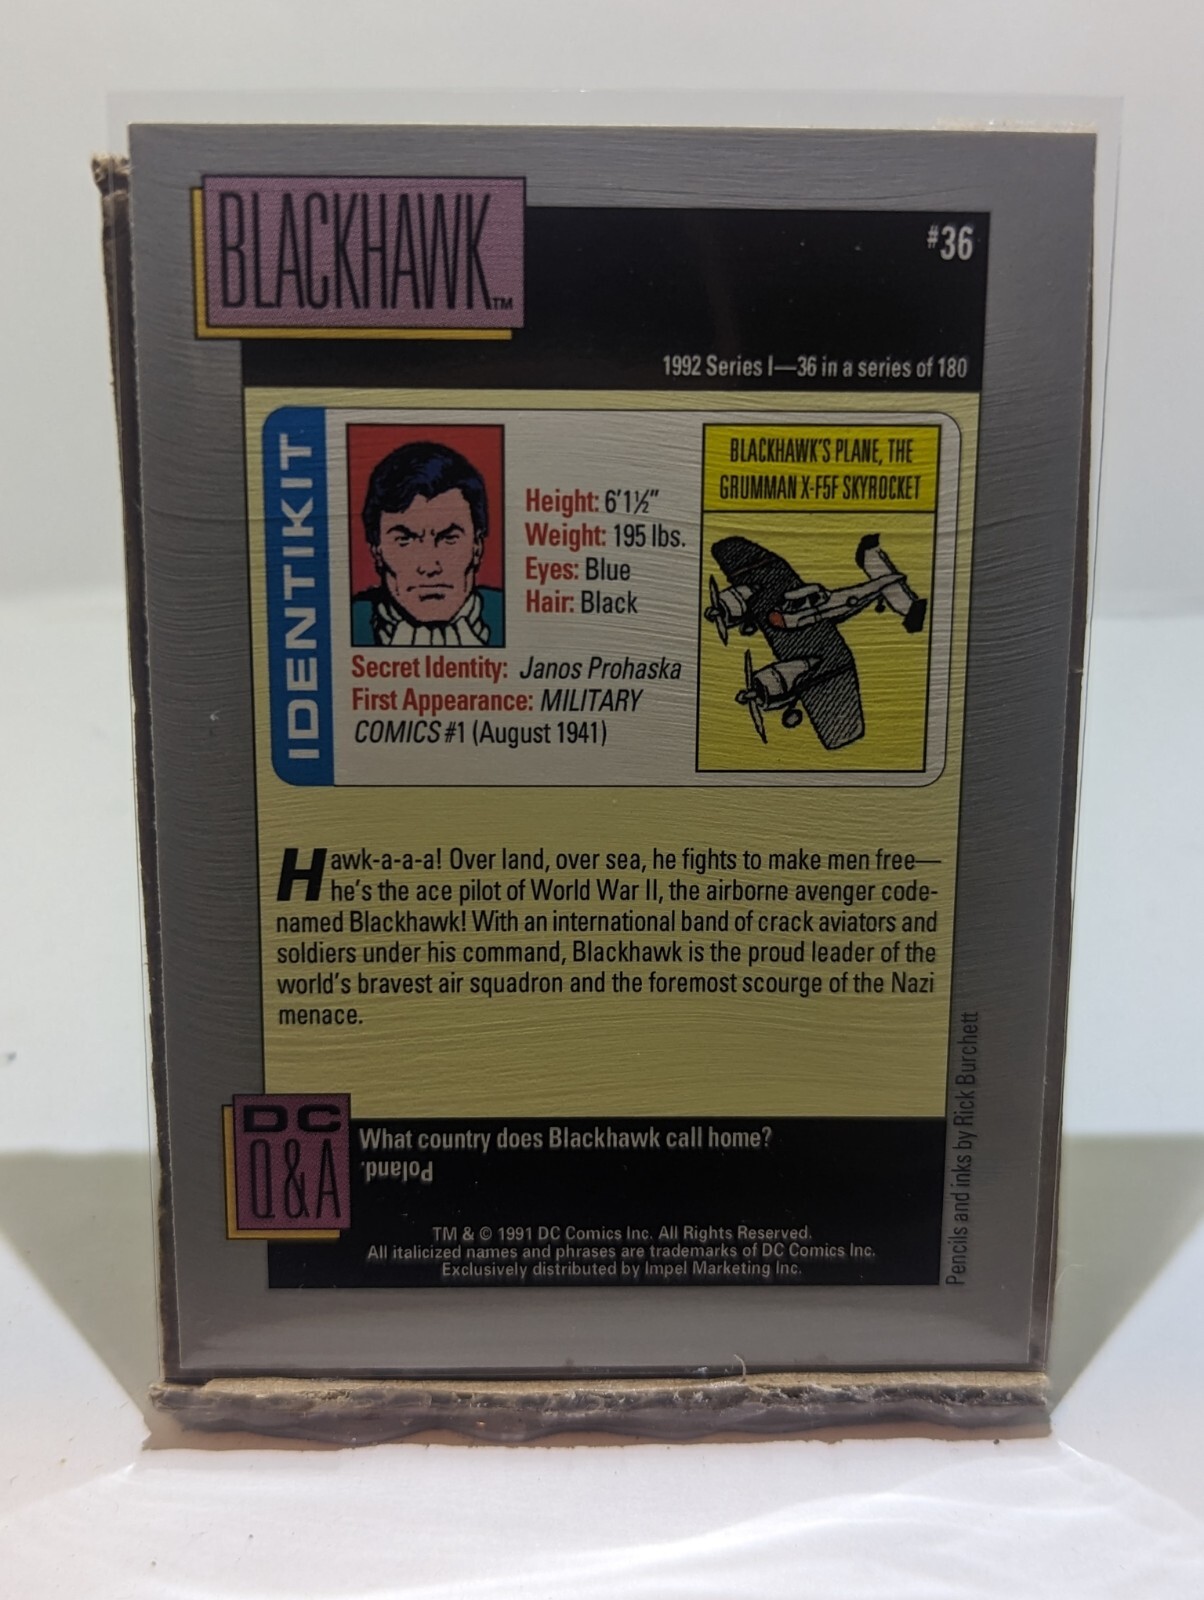 BLACKHAWK™
#36
1992 Series I—36 in a series of 180
IDENTIKIT
Height: 6'1½"
Weight: 195 lbs.
Eyes: Blue
Hair: Black
Secret Identity: Janos Prohaska
First Appearance: MILITARY
COMICS #1 (August 1941)
BLACKHAWK'S PLANE, THE
GRUMMAN X-F5F SKYROCKET
Hawk-a-a-a! Over land, over sea, he fights to make men free—
he's the ace pilot of World War II, the airborne avenger code-
named Blackhawk! With an international band of crack aviators and
soldiers under his command, Blackhawk is the proud leader of the
world's bravest air squadron and the foremost scourge of the Nazi
menace.
Pencils and inks by Rick Burchett
DC
Q&A
What country does Blackhawk call home?
Poland.
TM & © 1991 DC Comics Inc. All Rights Reserved.
All italicized names and phrases are trademarks of DC Comics Inc.
Exclusively distributed by Impel Marketing Inc.